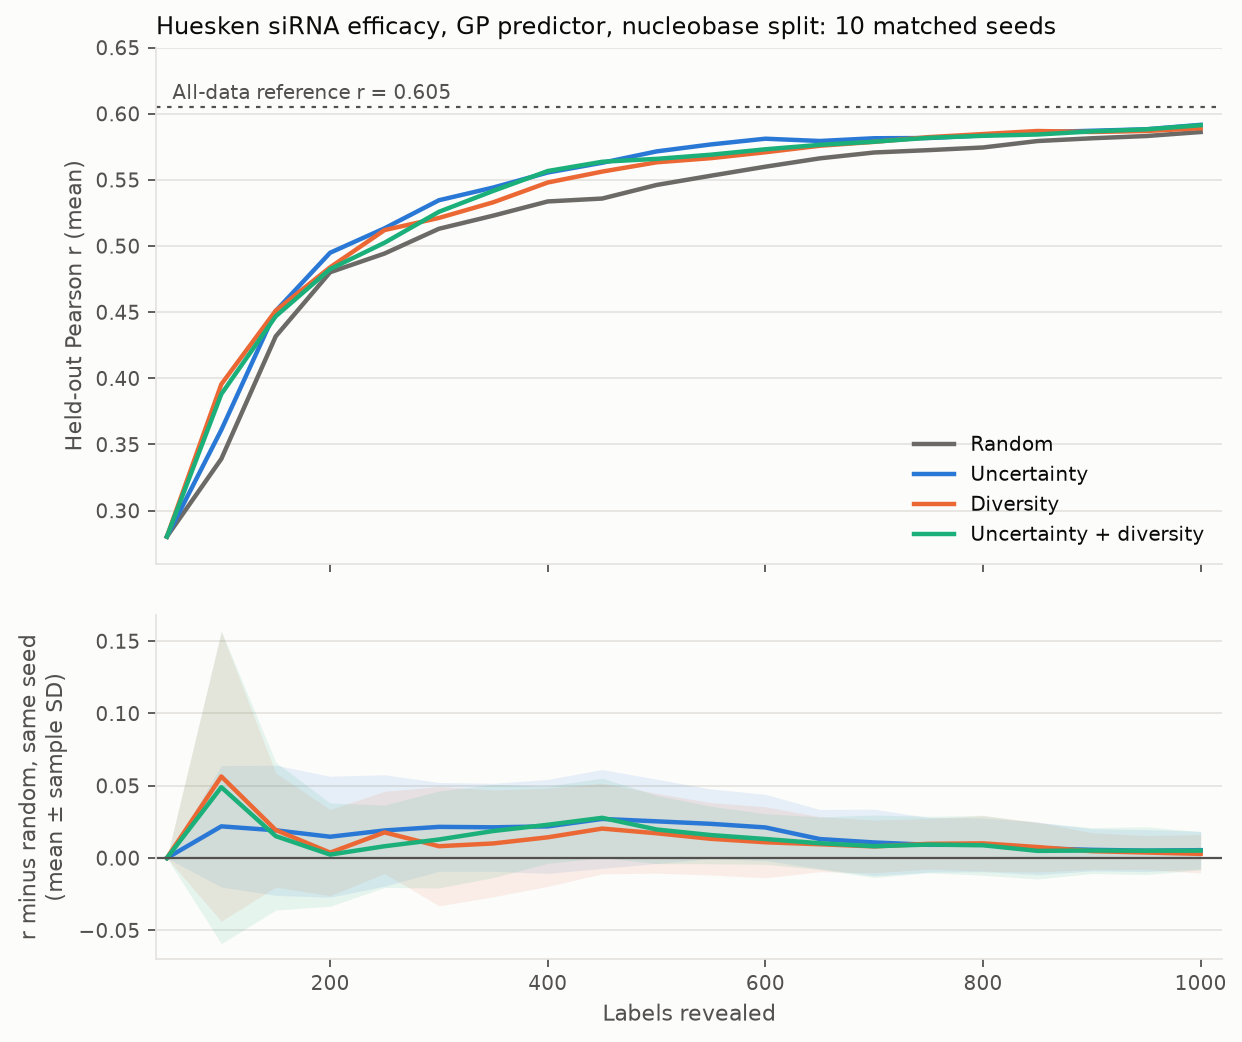 Huesken siRNA efficacy, GP predictor, nucleobase split: 10 matched seeds
Held-out Pearson r (mean)
0.65
0.60
0.55
0.50
0.45
0.40
0.35
0.30
All-data reference r = 0.605
Random
Uncertainty
Diversity
Uncertainty + diversity
r minus random, same seed
(mean ± sample SD)
0.15
0.10
0.05
0.00
−0.05
200
400
600
800
1000
Labels revealed